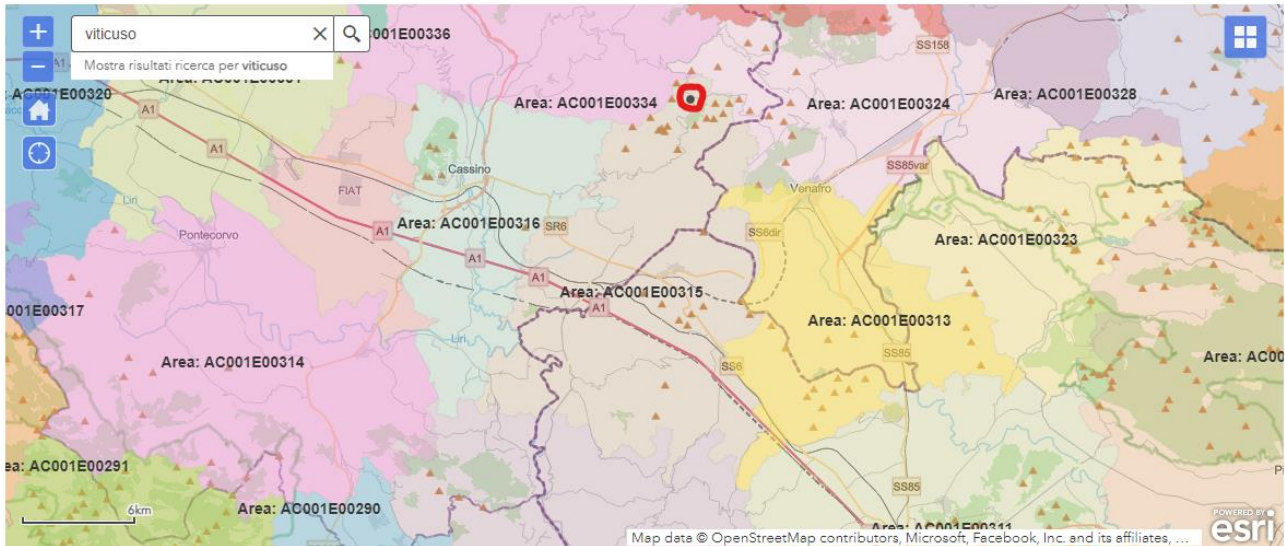 +
viticuso
−
Mostra risultati ricerca per viticuso
001E00336
SS158
AC001E00320
Area: AC001E00334
Area: AC001E00324
Area: AC001E00328
A1
A1
SS85var
Cassino
FIAT
Venafro
Liri
Area: AC001E00316
SR6
A1
Pontecorvo
SS6dir
Area: AC001E00323
A1
A1
Area: AC001E00315
A1
001E00317
Area: AC001E00313
Liri
Area: AC001E00314
SS85
Area: AC00
SS6
ea: AC001E00291
Pi
SS85
6km
Area: AC001E00290
Area: AC001E00311
POWERED BY
esri
Map data © OpenStreetMap contributors, Microsoft, Facebook, Inc. and its affiliates, ...